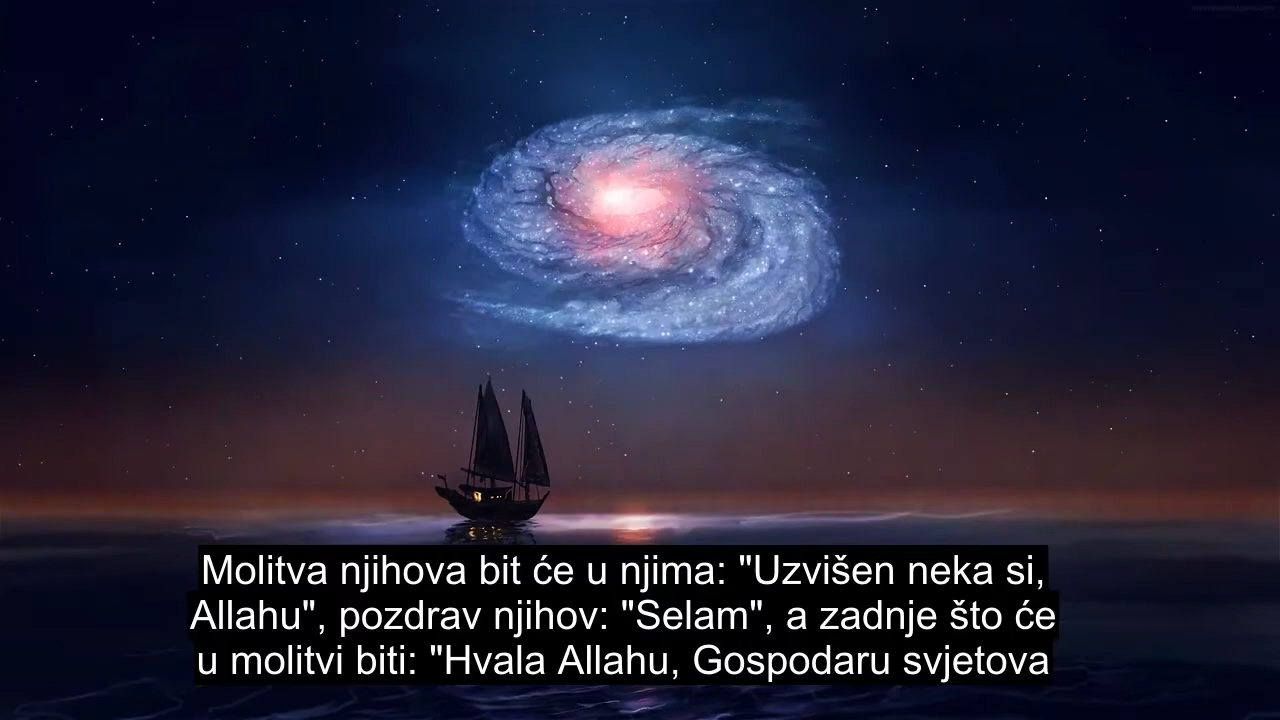 Molitva njihova bit će u njima: "Uzvišen neka si,
Allahu", pozdrav njihov: "Selam", a zadnje što će
u molitvi biti: "Hvala Allahu, Gospodaru svjetova